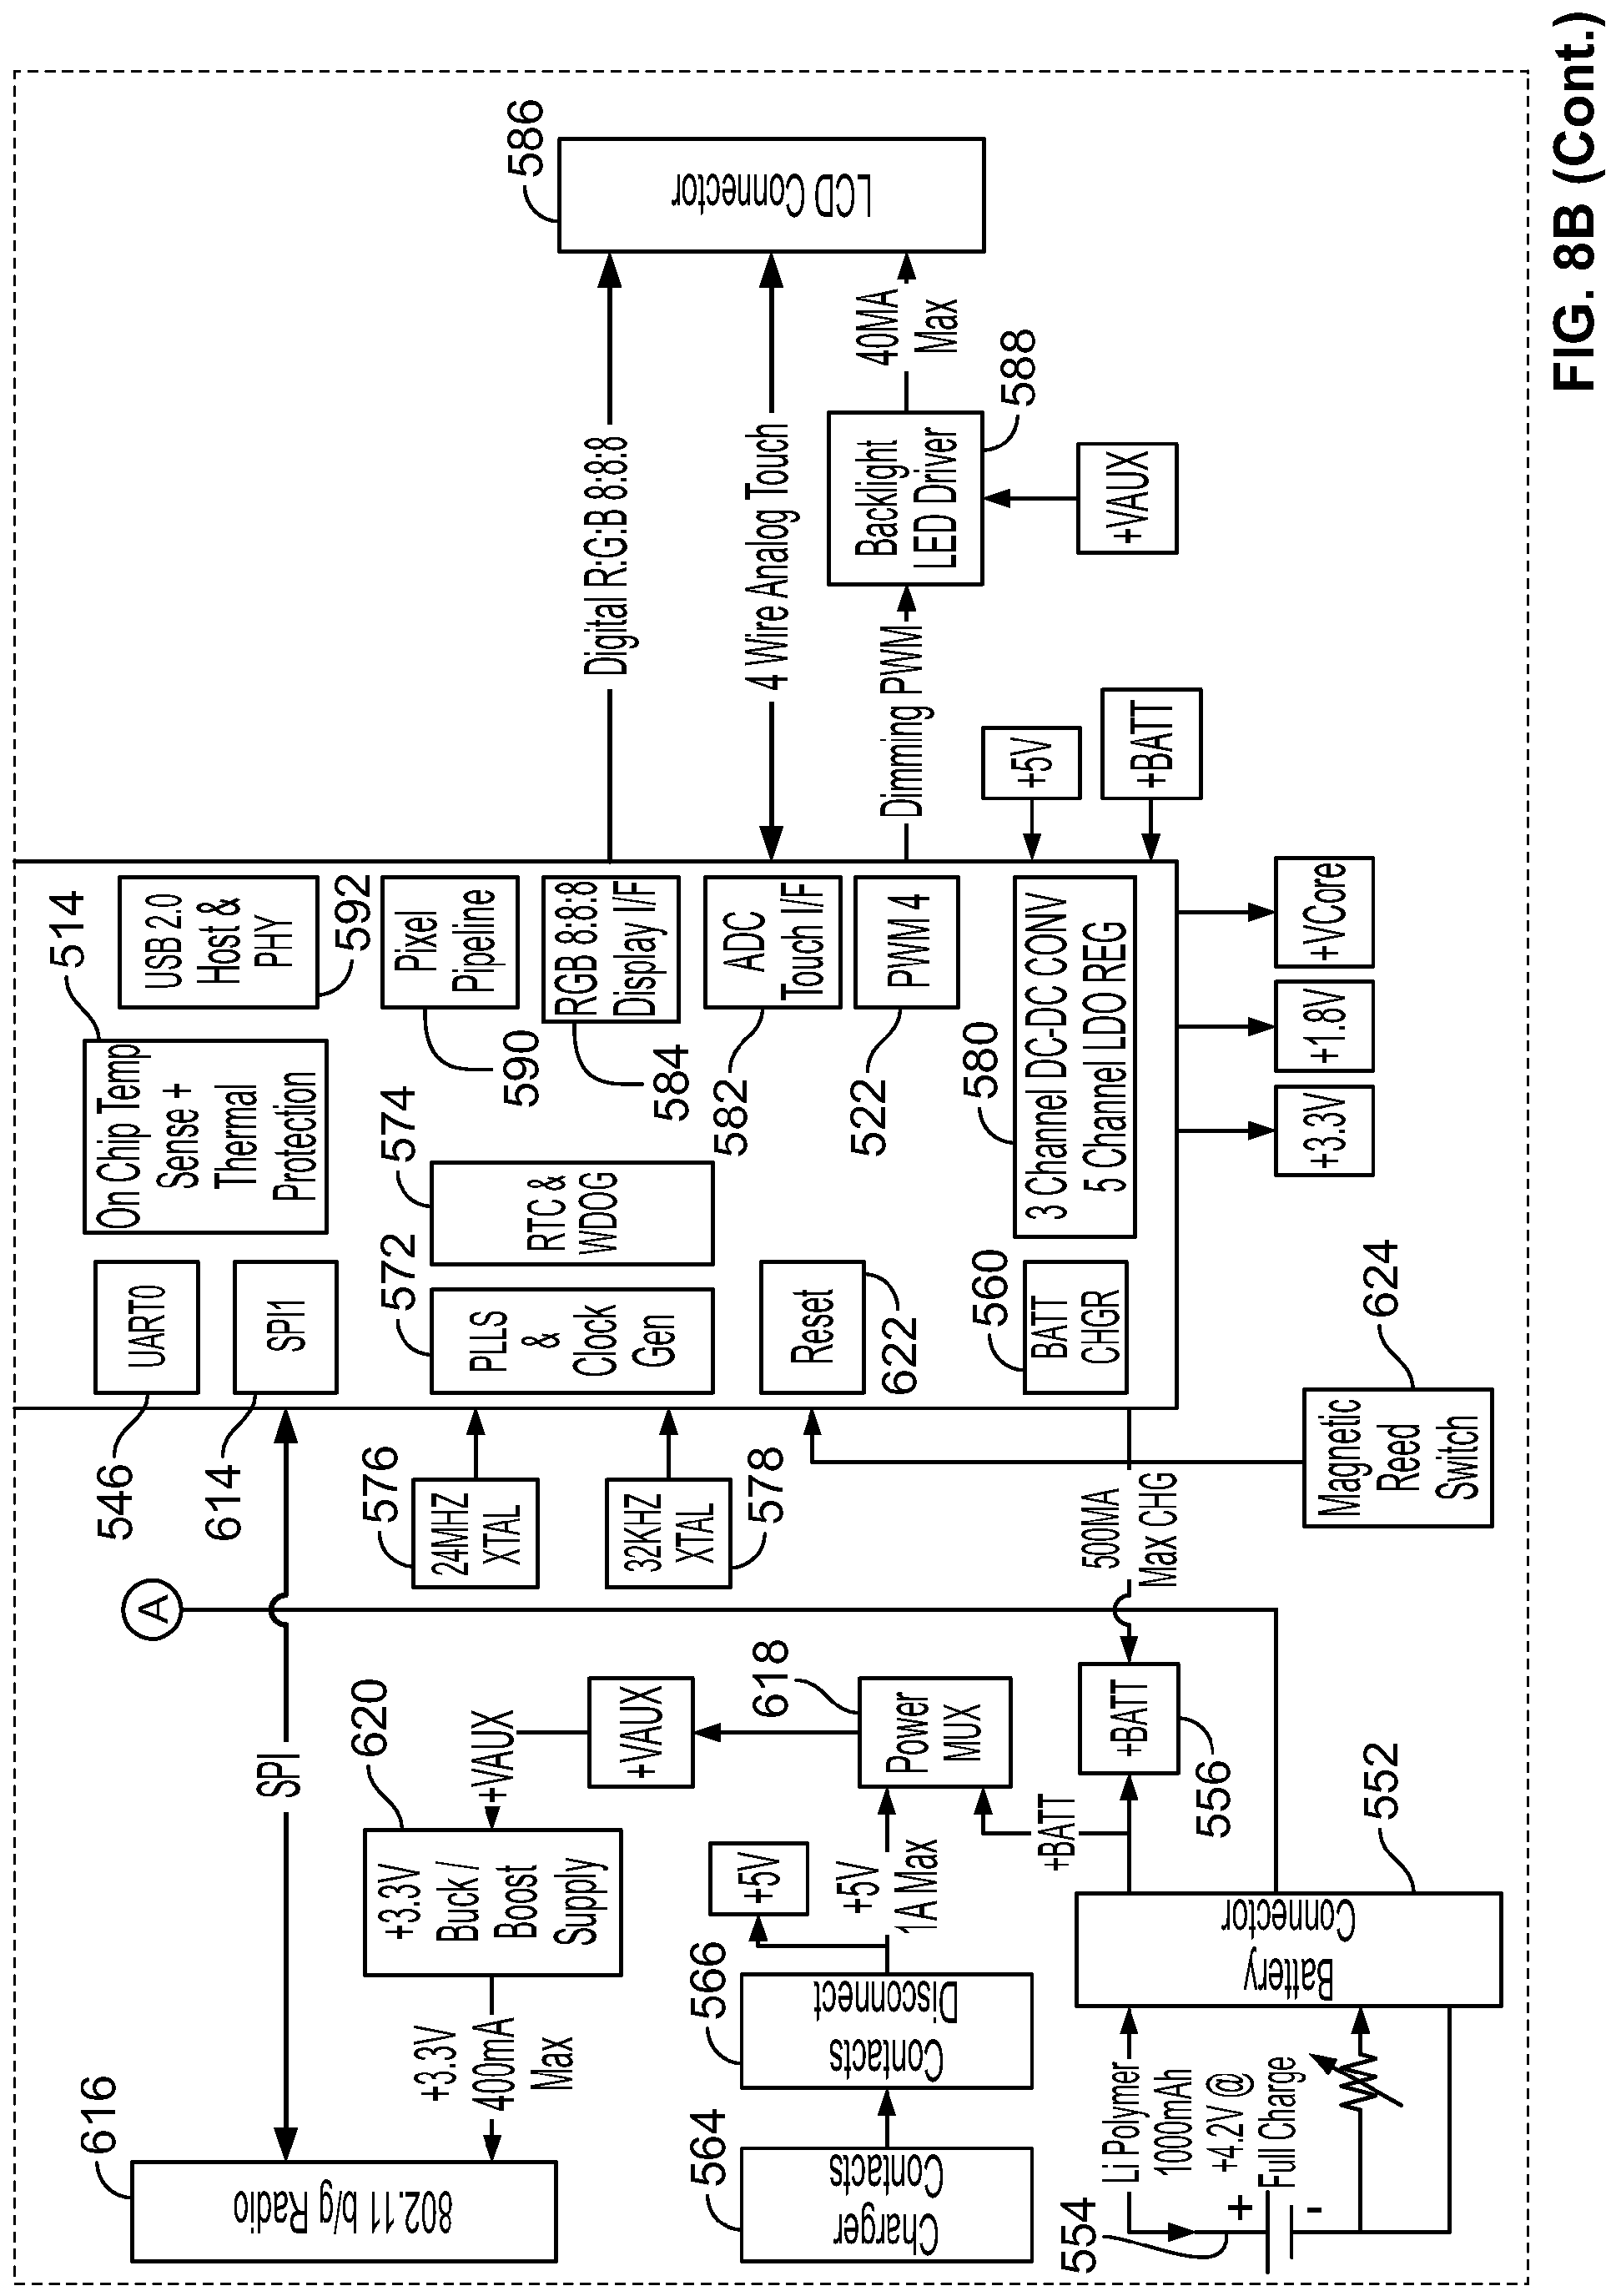 616
802.11 b/g Radio
SPI
+3.3V
400mA
Max
620
+3.3V
Buck /
Boost
Supply
+VAUX
+VAUX
564
Charger
Contacts
566
Contacts
Disconnect
+5V
+5V
1A Max
618
Power
MUX
+BATT
554
+
-
Li Polymer
1000mAh
+4.2V @
Full Charge
Battery
Connector
552
+BATT
556
500MA
Max CHG
A
546
UART0
614
SPI1
576
24MHZ
XTAL
578
32KHZ
XTAL
572
PLLS
&
Clock
Gen
574
RTC &
WDOG
Reset
622
560
BATT
CHGR
Magnetic
Reed
Switch
624
514
On Chip Temp
Sense +
Thermal
Protection
USB 2.0
Host &
PHY
592
590
Pixel
Pipeline
584
RGB 8:8:8
Display I/F
582
ADC
Touch I/F
522
PWM 4
580
3 Channel DC-DC CONV
5 Channel LDO REG
+3.3V
+1.8V
+VCore
+5V
+BATT
Digital R:G:B 8:8:8
4 Wire Analog Touch
Dimming PWM
Backlight
LED Driver
588
+VAUX
40MA
Max
586
LCD Connector
FIG. 8B (Cont.)